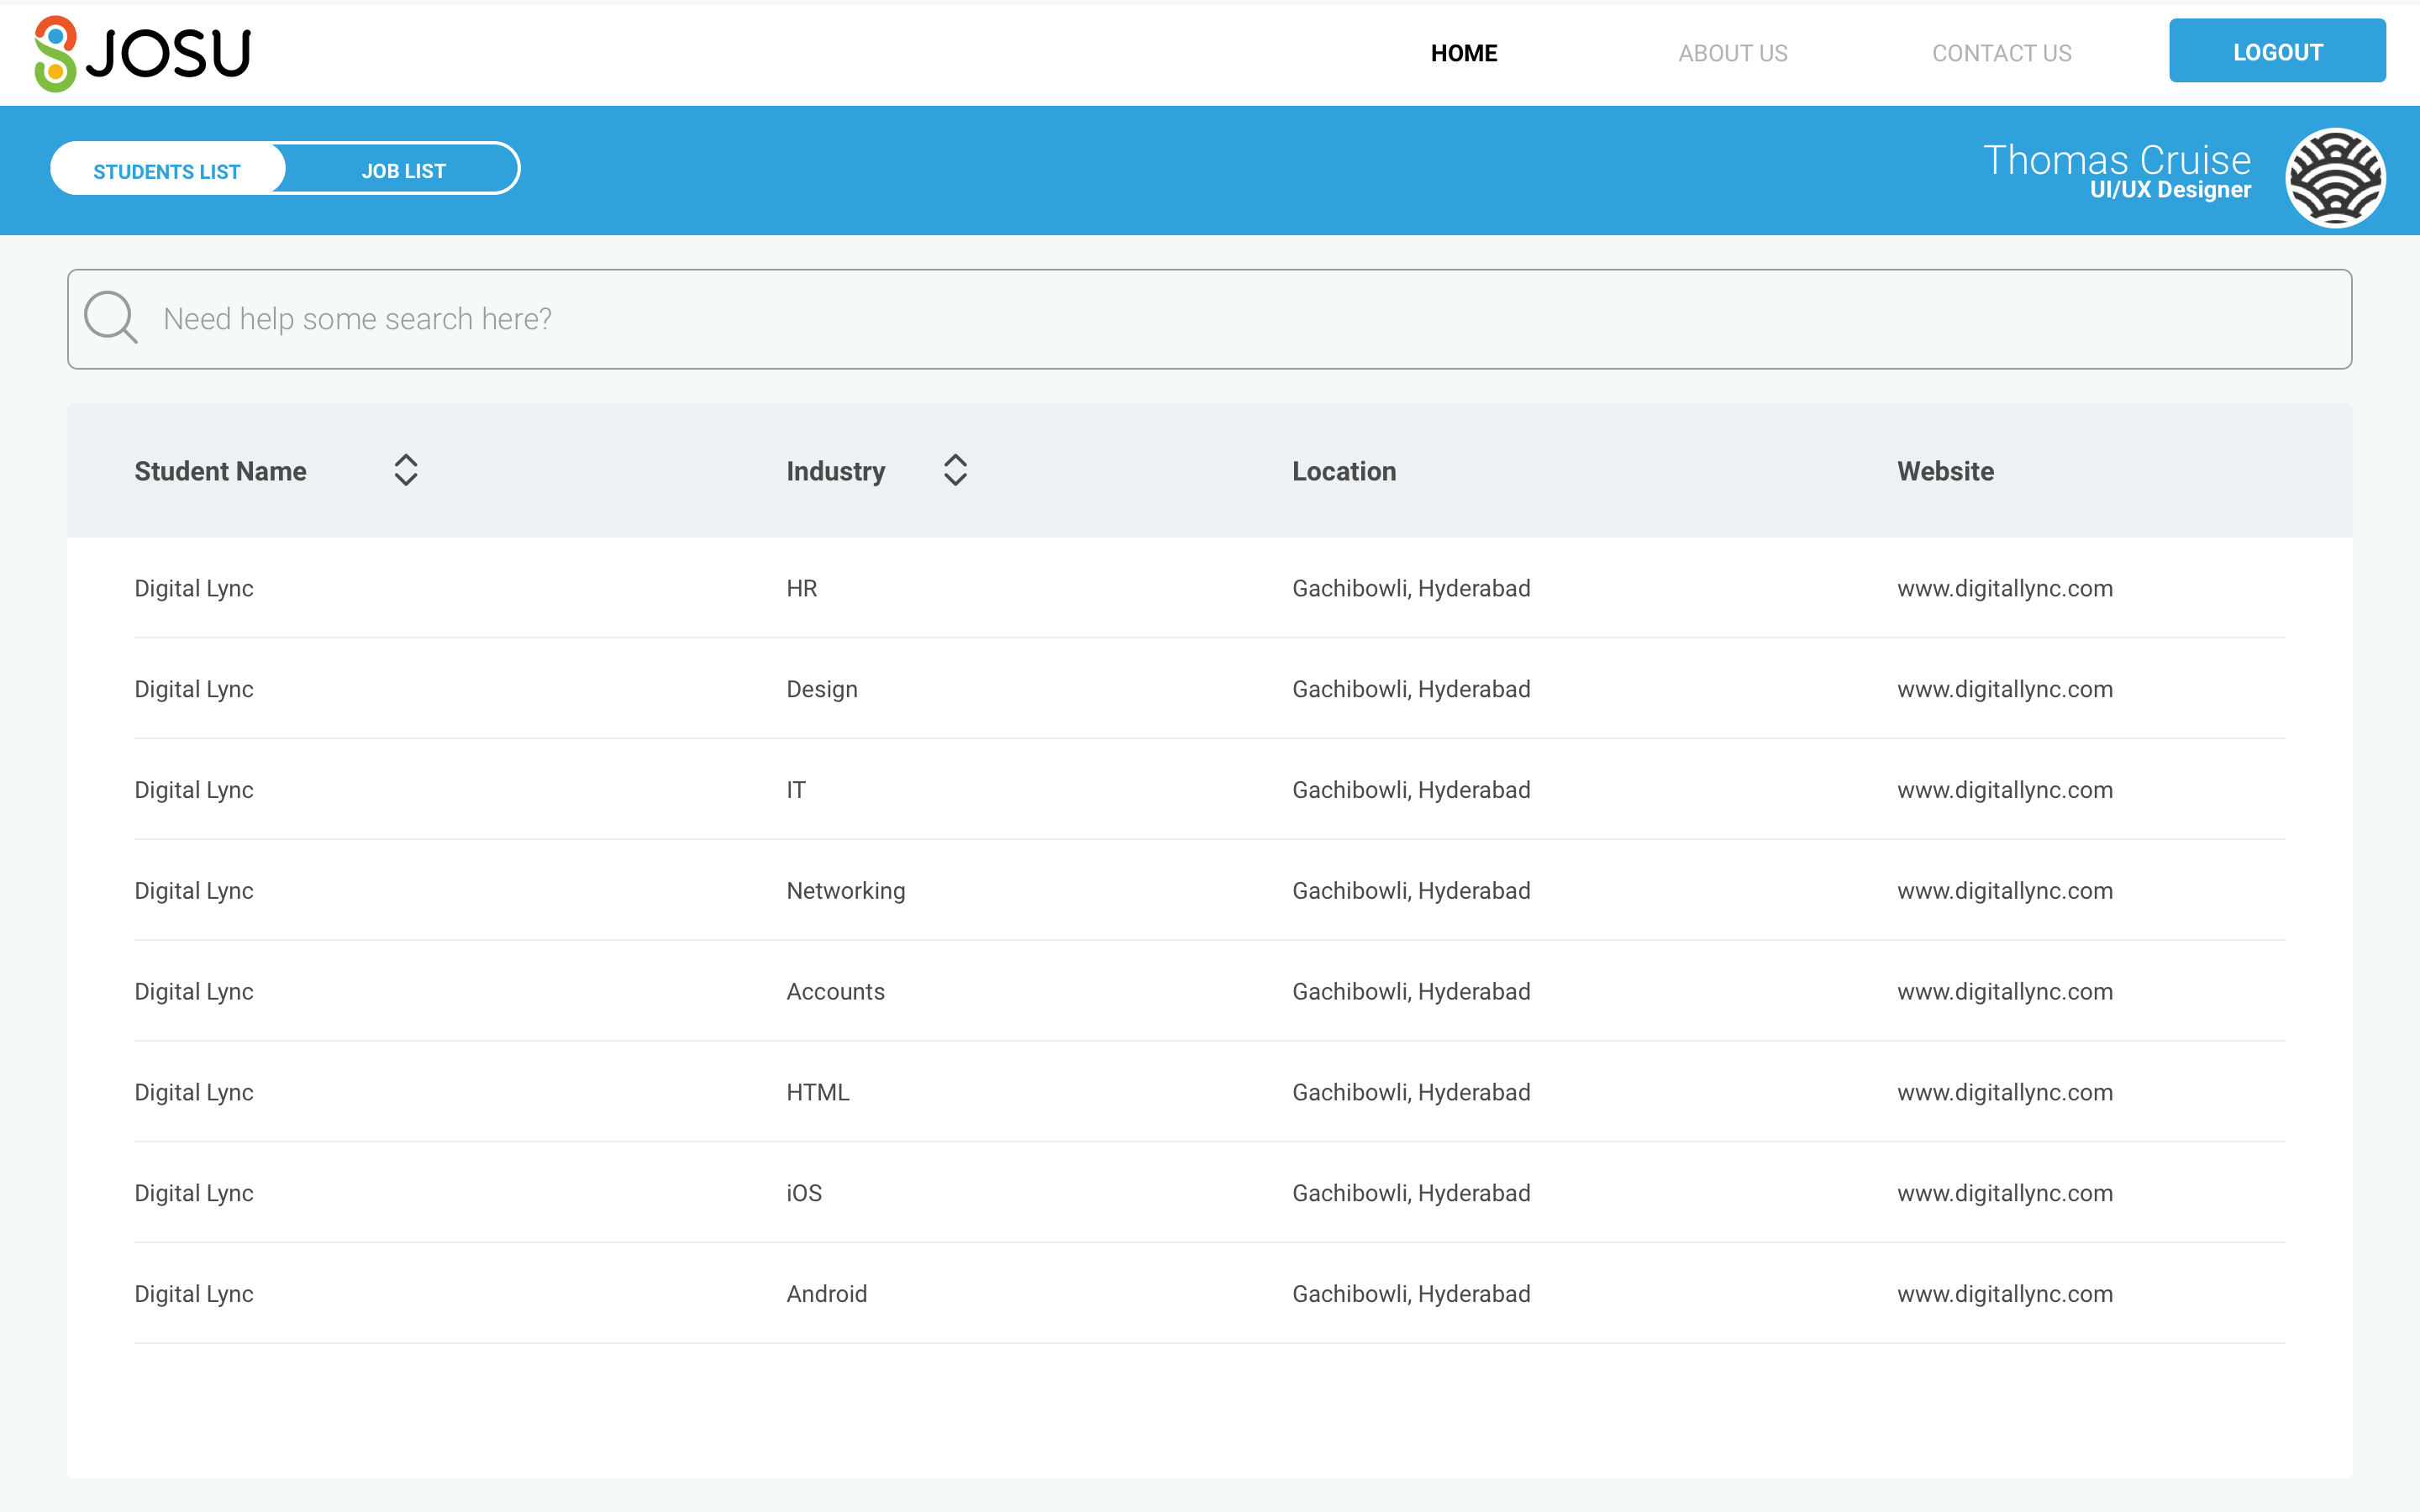 JOSU
HOME ABOUT US CONTACT US LOGOUT
STUDENTS LIST JOB LIST
Thomas Cruise
UI/UX Designer
Need help some search here?
Student Name Industry Location Website
Digital Lync HR Gachibowli, Hyderabad www.digitallync.com
Digital Lync Design Gachibowli, Hyderabad www.digitallync.com
Digital Lync IT Gachibowli, Hyderabad www.digitallync.com
Digital Lync Networking Gachibowli, Hyderabad www.digitallync.com
Digital Lync Accounts Gachibowli, Hyderabad www.digitallync.com
Digital Lync HTML Gachibowli, Hyderabad www.digitallync.com
Digital Lync iOS Gachibowli, Hyderabad www.digitallync.com
Digital Lync Android Gachibowli, Hyderabad www.digitallync.com